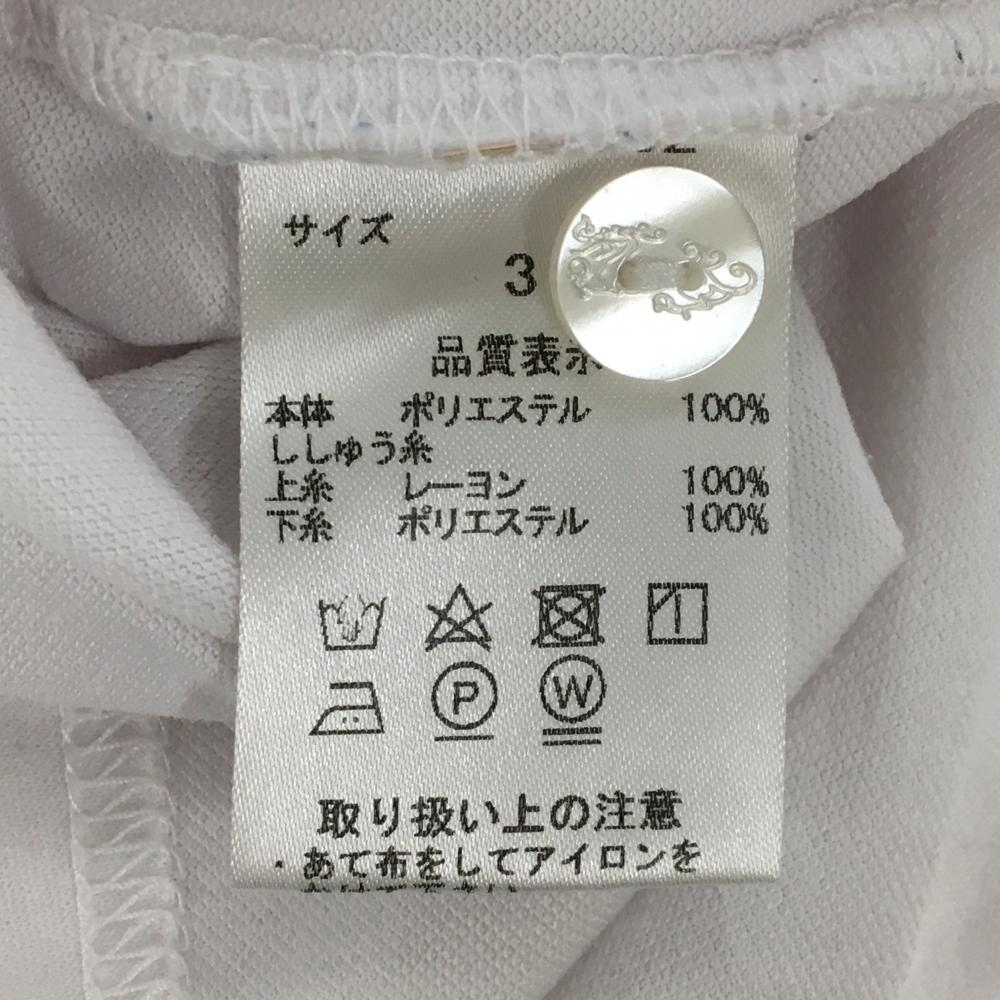 サイズ
3
品質表示
本体 ポリエステル 100%
ししゅう糸
上糸 レーヨン 100%
下糸 ポリエステル 100%
P W
取り扱い上の注意
・あて布をしてアイロンを